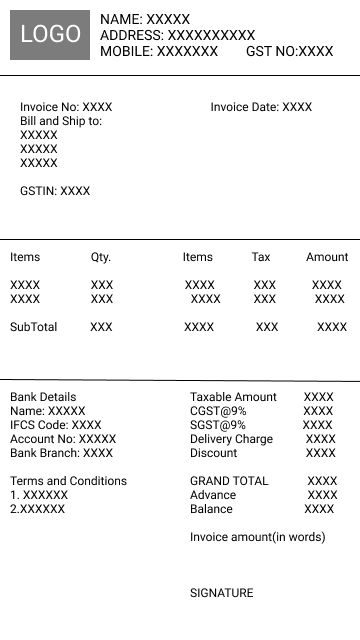 LOGO
NAME: XXXXX
ADDRESS: XXXXXXXXXX
MOBILE: XXXXXXX GST NO:XXXX
Invoice No: XXXX Invoice Date: XXXX
Bill and Ship to:
XXXXX
XXXXX
XXXXX
GSTIN: XXXX
Items Qty. Items Tax Amount
XXXX XXX XXXX XXX XXXX
XXXX XXX XXXX XXX XXXX
SubTotal XXX XXXX XXX XXXX
Bank Details Taxable Amount XXXX
Name: XXXXX CGST@9% XXXX
IFCS Code: XXXX SGST@9% XXXX
Account No: XXXXX Delivery Charge XXXX
Bank Branch: XXXX Discount XXXX
Terms and Conditions GRAND TOTAL XXXX
1. XXXXXX Advance XXXX
2.XXXXXX Balance XXXX
Invoice amount(in words)
SIGNATURE